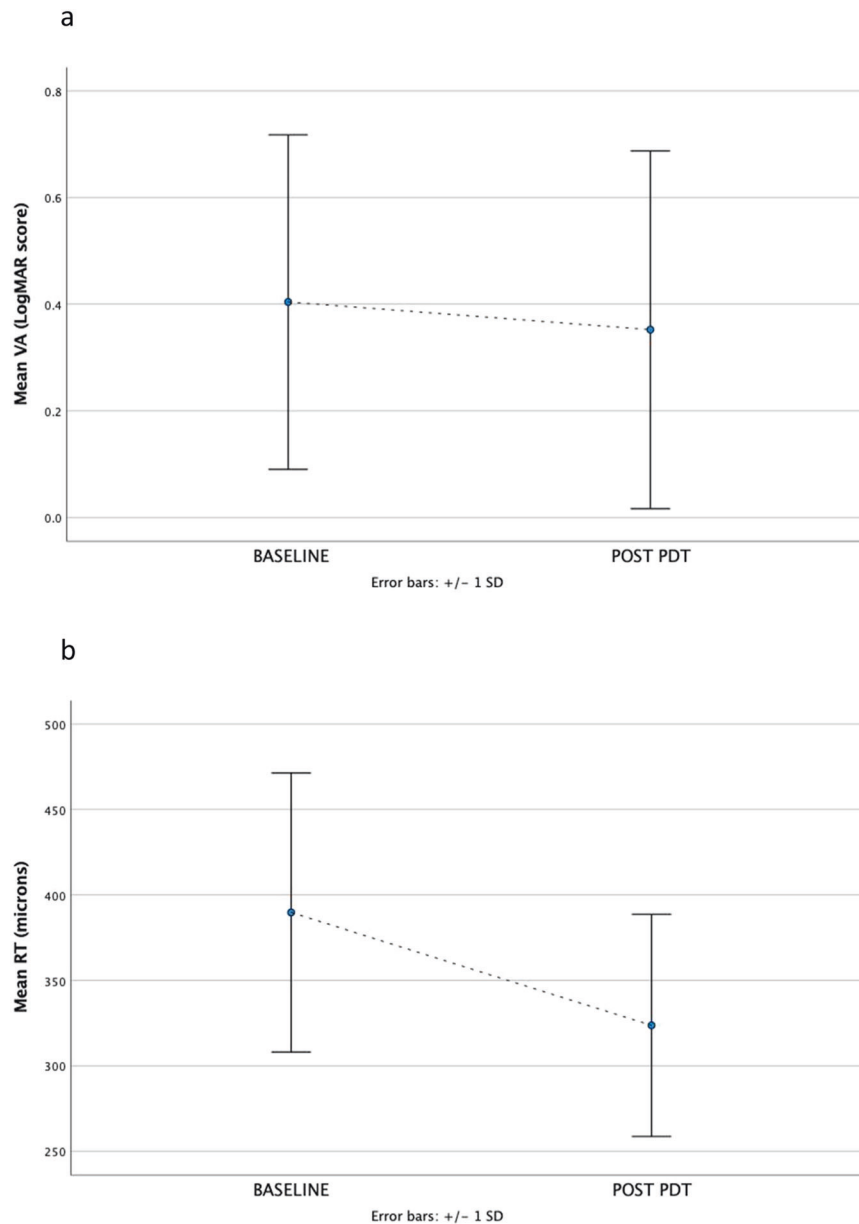 a
Mean VA (LogMAR score)
0.8
0.6
0.4
0.2
0.0
BASELINE POST PDT
Error bars: +/− 1 SD
b
Mean RT (microns)
500
450
400
350
300
250
BASELINE POST PDT
Error bars: +/− 1 SD